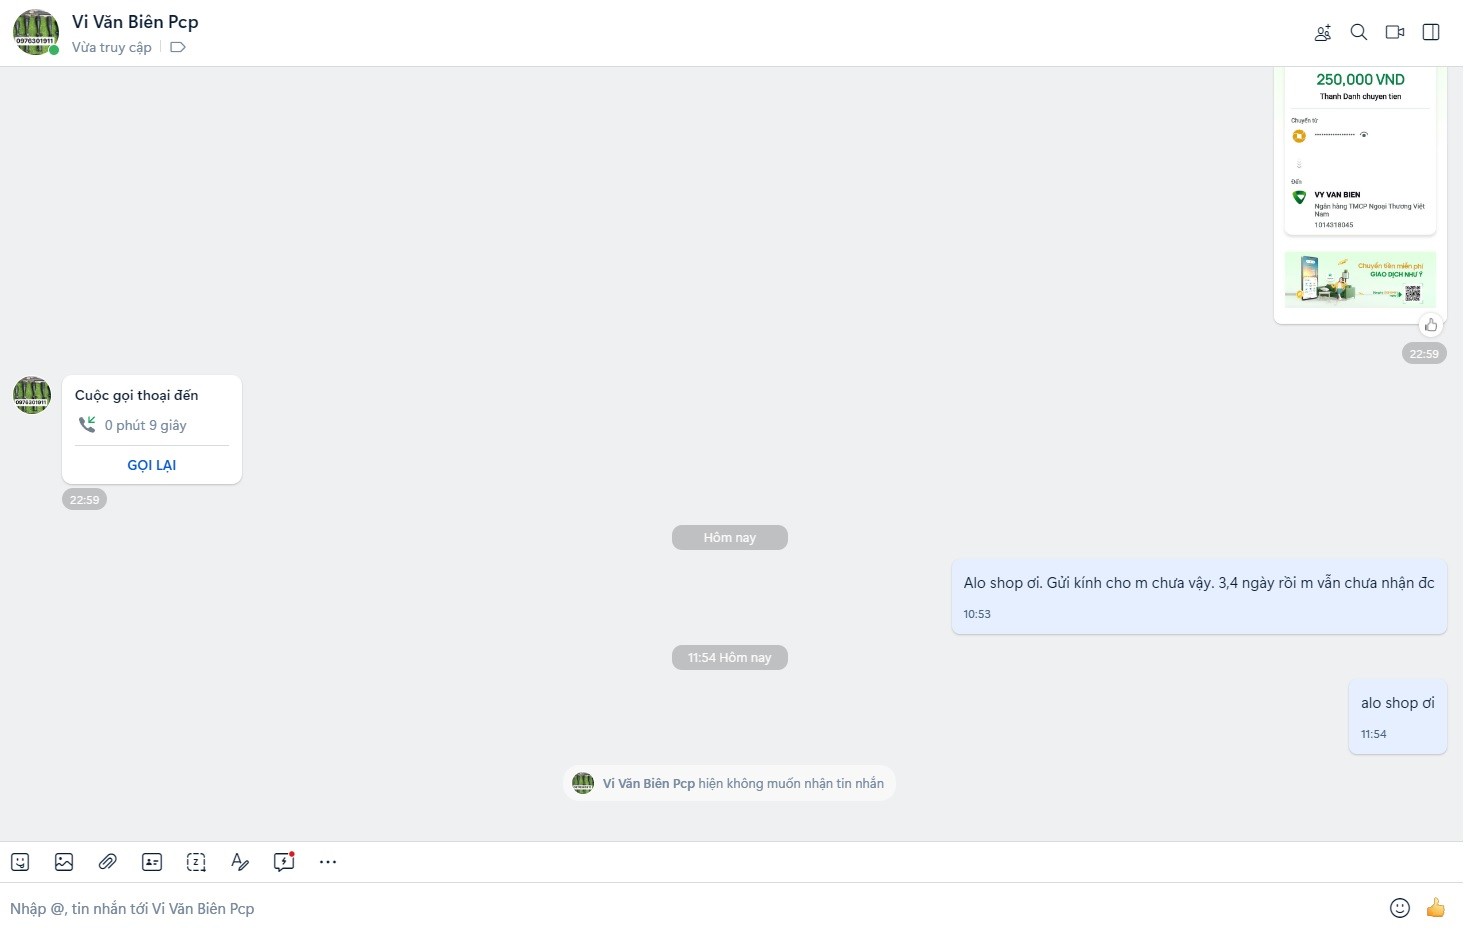 Vi Văn Biên Pcp
Vừa truy cập
250,000 VND
Thanh Danh chuyen tien
Chuyển từ
Đến
VY VAN BIEN
Ngân hàng TMCP Ngoại Thương Việt
Nam
1014318045
Chuyển tiền miễn phí
GIAO DỊCH NHƯ Ý
22:59
0976301911
Cuộc gọi thoại đến
0 phút 9 giây
GỌI LẠI
22:59
Hôm nay
Alo shop ơi. Gửi kính cho m chưa vậy. 3,4 ngày rồi m vẫn chưa nhận đc
10:53
11:54 Hôm nay
alo shop ơi
11:54
Vi Văn Biên Pcp hiện không muốn nhận tin nhắn
Nhập @, tin nhắn tới Vi Văn Biên Pcp